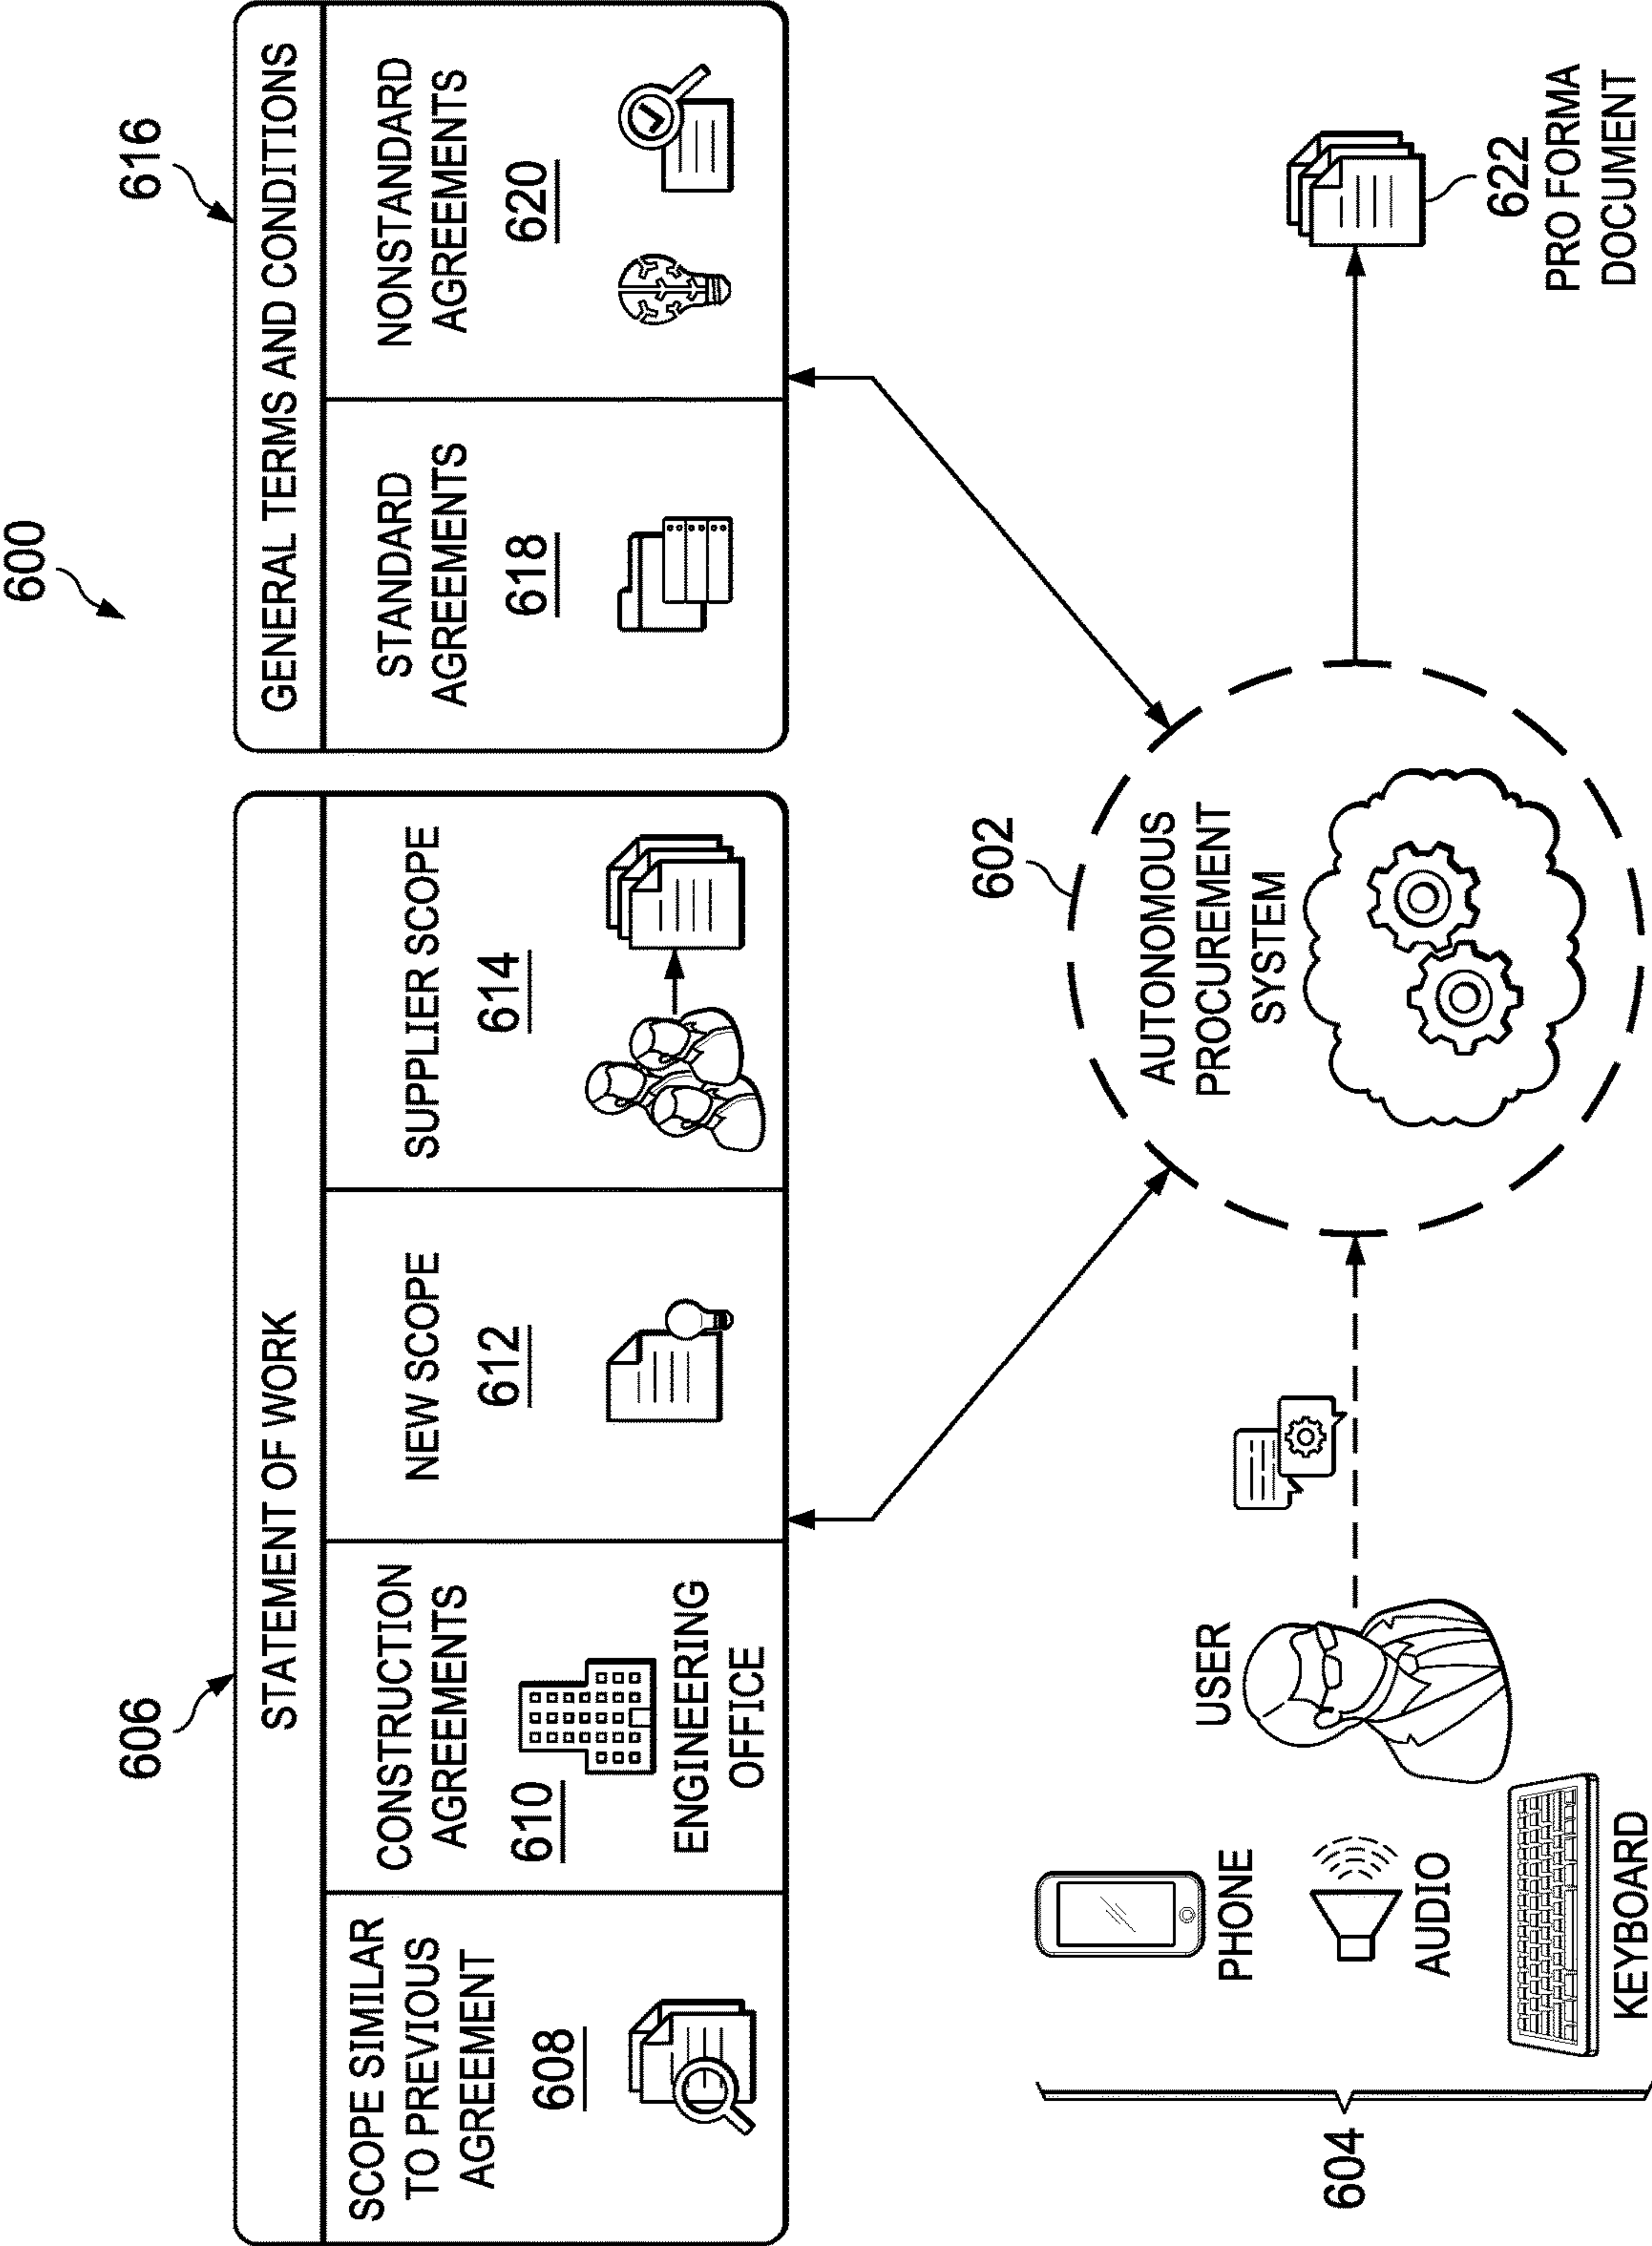 600
606
STATEMENT OF WORK
SCOPE SIMILAR
TO PREVIOUS
AGREEMENT
608
CONSTRUCTION
AGREEMENTS
610
ENGINEERING
OFFICE
NEW SCOPE
612
SUPPLIER SCOPE
614
616
GENERAL TERMS AND CONDITIONS
STANDARD
AGREEMENTS
618
NONSTANDARD
AGREEMENTS
620
604
PHONE
AUDIO
KEYBOARD
USER
602
AUTONOMOUS
PROCUREMENT
SYSTEM
622
PRO FORMA
DOCUMENT